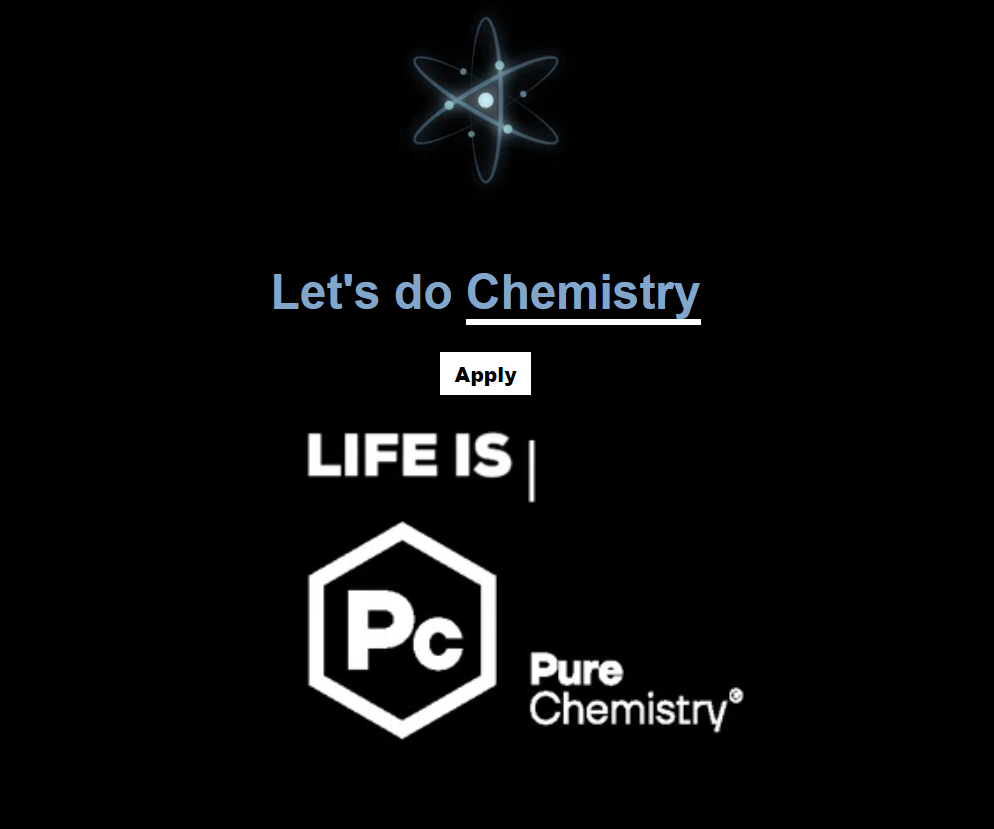 Let's do Chemistry
Apply
LIFE IS |
Pc
Pure
Chemistry®